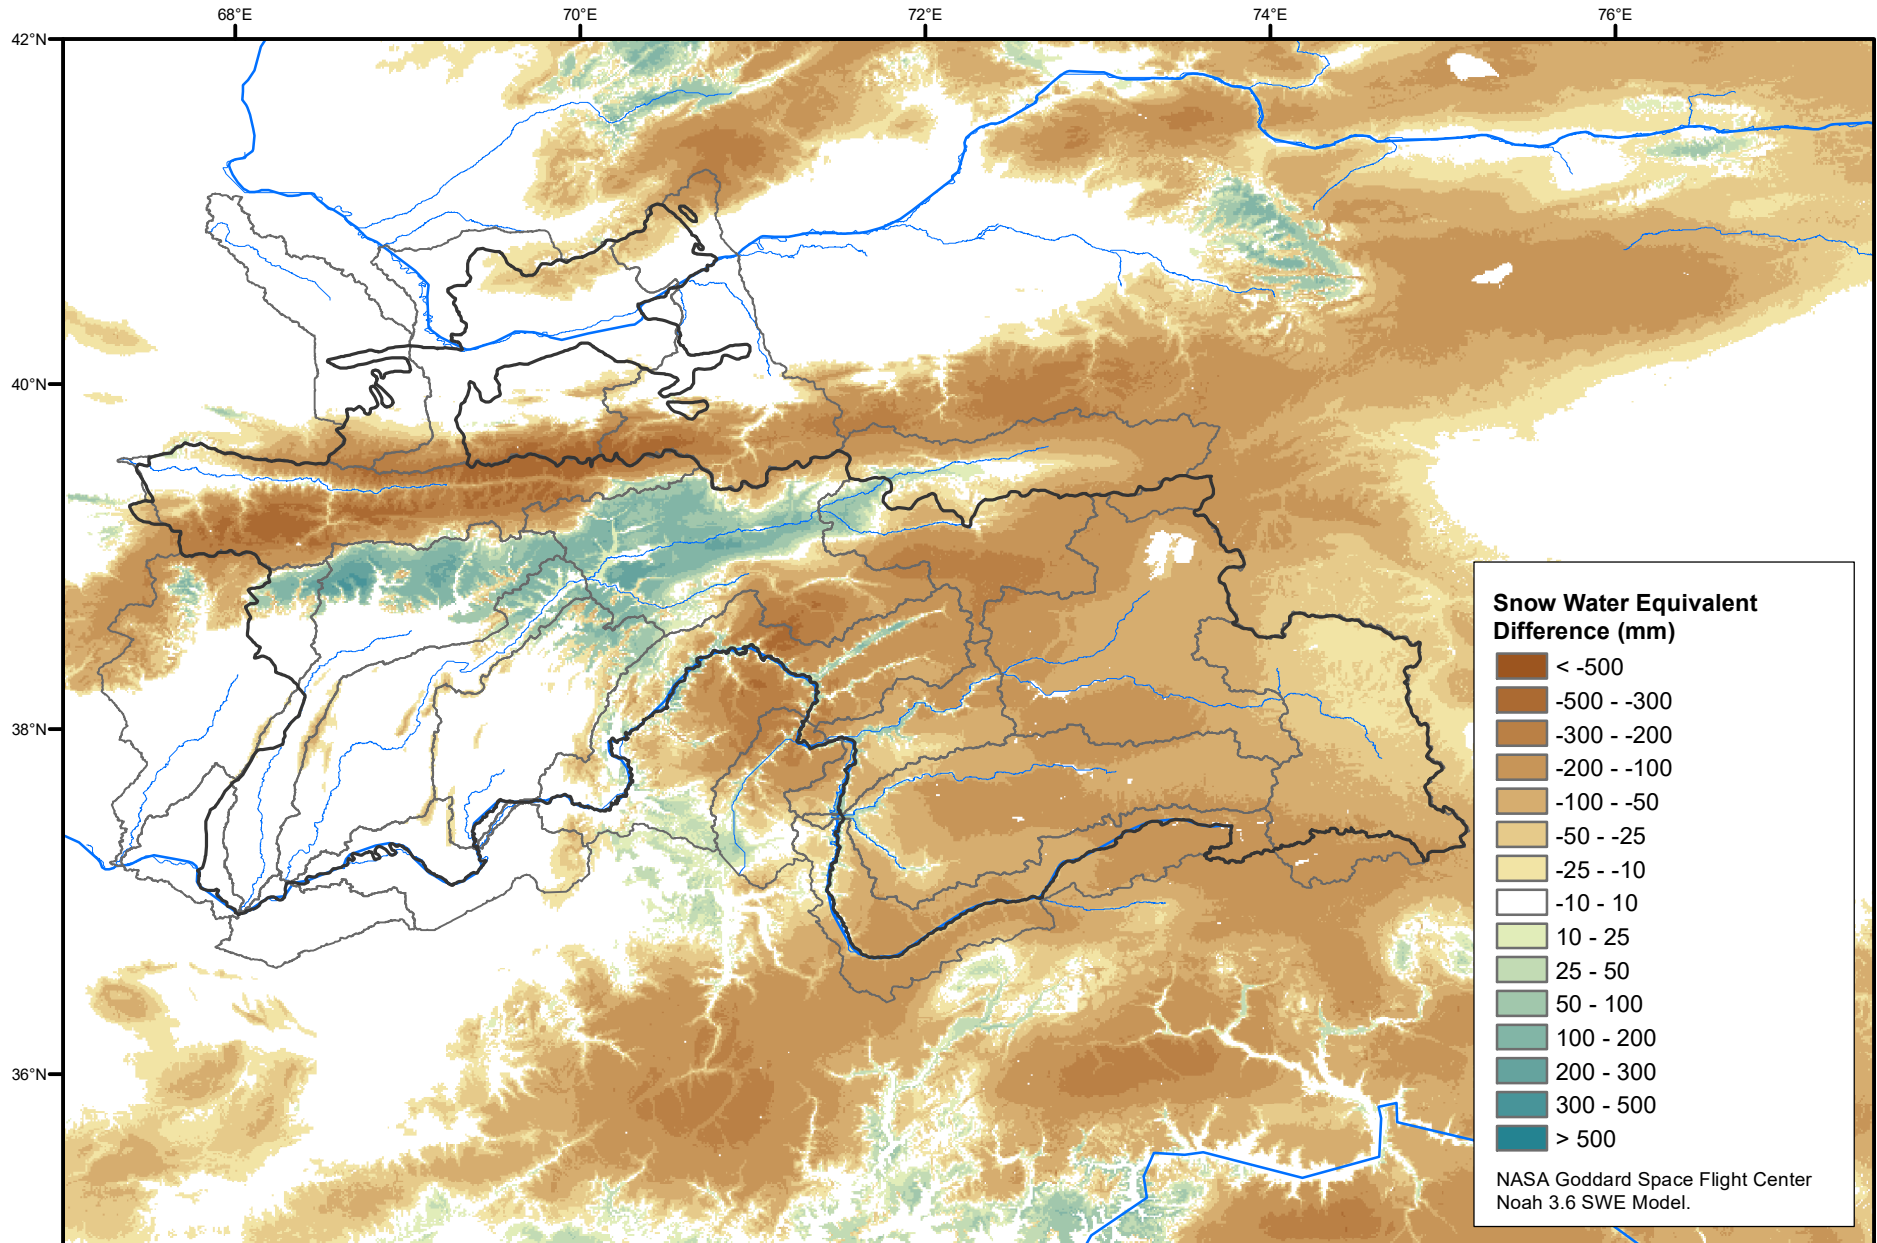 68°E
70°E
72°E
74°E
76°E
42°N
40°N
38°N
36°N
Snow Water Equivalent
Difference (mm)
< -500
-500 - -300
-300 - -200
-200 - -100
-100 - -50
-50 - -25
-25 - -10
-10 - 10
10 - 25
25 - 50
50 - 100
100 - 200
200 - 300
300 - 500
> 500
NASA Goddard Space Flight Center
Noah 3.6 SWE Model.